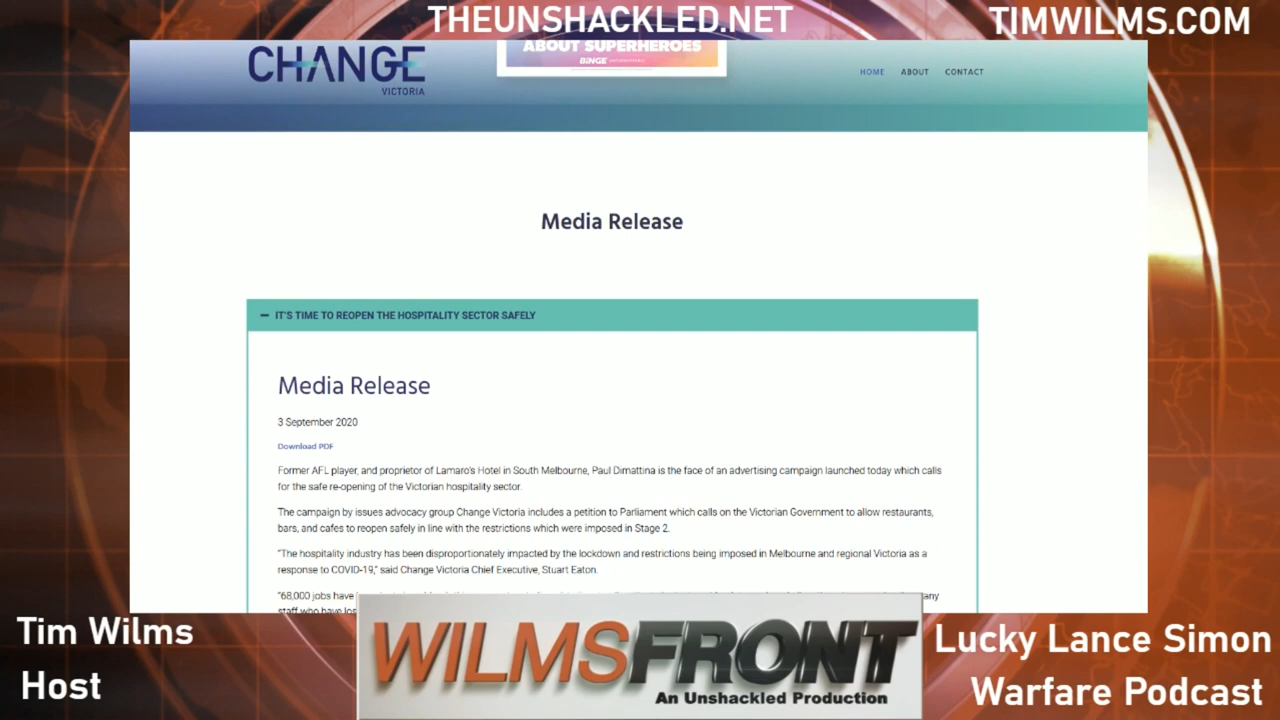 THEUNSHACKLED.NET
TIMWILMS.COM
CHANGE
VICTORIA
ABOUT SUPERHEROES
BINGE
HOME ABOUT CONTACT
Media Release
IT'S TIME TO REOPEN THE HOSPITALITY SECTOR SAFELY
Media Release
3 September 2020
Download PDF
Former AFL player, and proprietor of Lamaro's Hotel in South Melbourne, Paul Dimattina is the face of an advertising campaign launched today which calls
for the safe re-opening of the Victorian hospitality sector.
The campaign by issues advocacy group Change Victoria includes a petition to Parliament which calls on the Victorian Government to allow restaurants,
bars, and cafes to reopen safely in line with the restrictions which were imposed in Stage 2.
"The hospitality industry has been disproportionately impacted by the lockdown and restrictions being imposed in Melbourne and regional Victoria as a
response to COVID-19," said Change Victoria Chief Executive, Stuart Eaton.
"68,000 jobs have
staff who have
Tim Wilms
Host
WILMSFRONT
An Unshackled Production
Lucky Lance Simon
Warfare Podcast